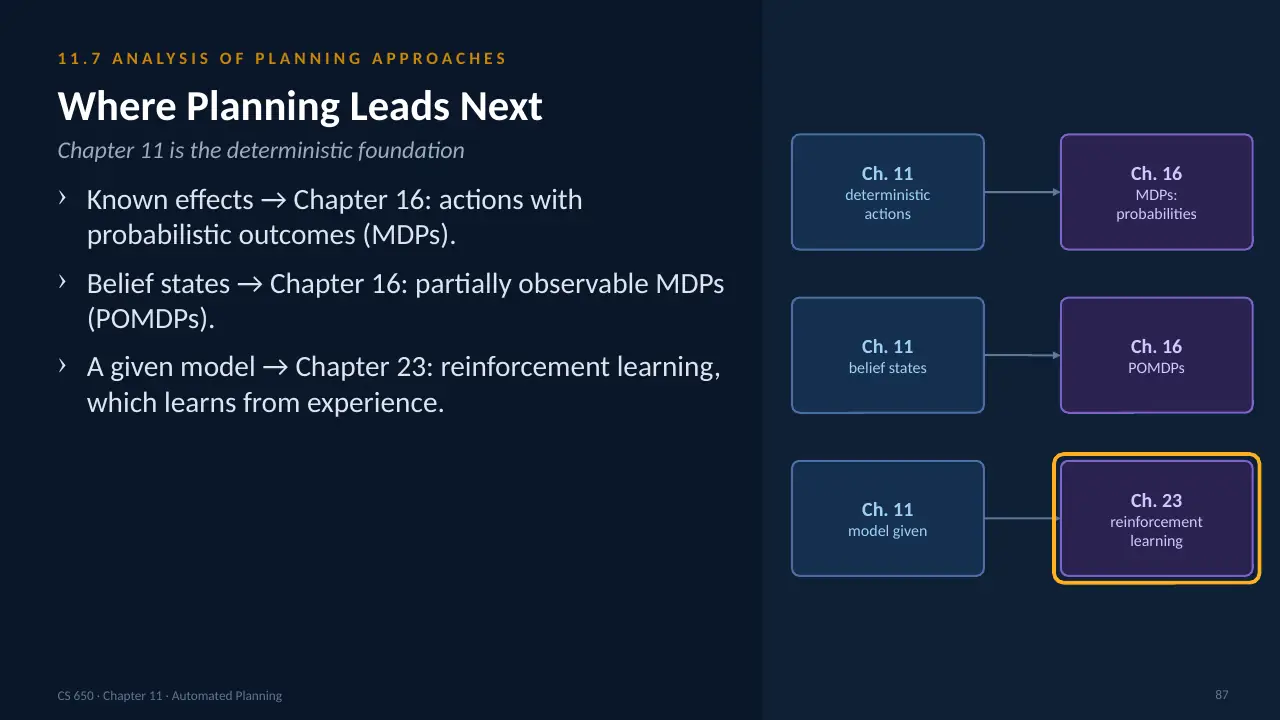 11.7 ANALYSIS OF PLANNING APPROACHES
Where Planning Leads Next
Chapter 11 is the deterministic foundation
› Known effects → Chapter 16: actions with
probabilistic outcomes (MDPs).
› Belief states → Chapter 16: partially observable MDPs
(POMDPs).
› A given model → Chapter 23: reinforcement learning,
which learns from experience.
Ch. 11
deterministic
actions
Ch. 16
MDPs:
probabilities
Ch. 11
belief states
Ch. 16
POMDPs
Ch. 11
model given
Ch. 23
reinforcement
learning
CS 650 · Chapter 11 · Automated Planning
87